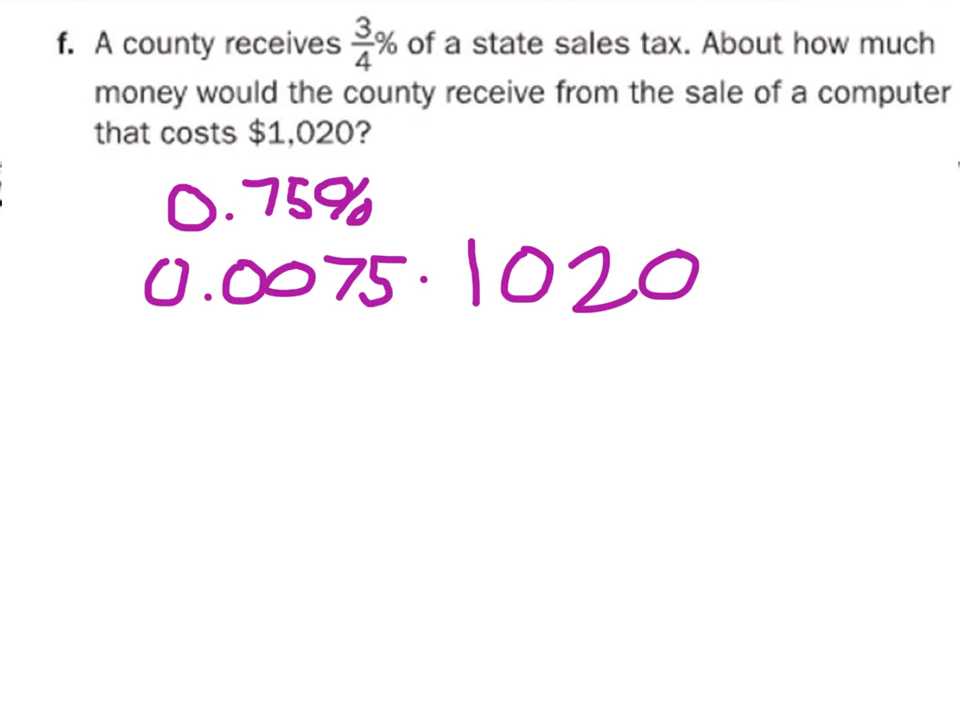 f. A county receives 3/4% of a state sales tax. About how much
money would the county receive from the sale of a computer
that costs $1,020?
0.75%
0.0075 · 1020